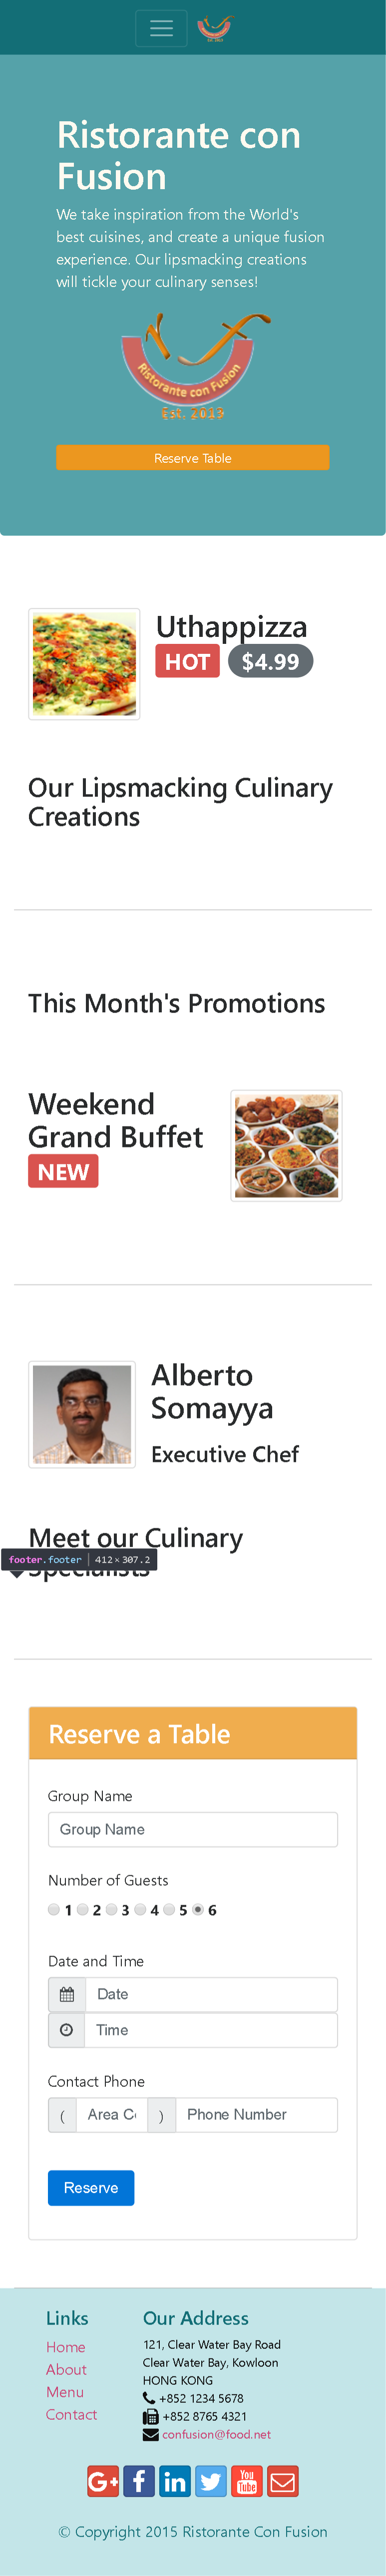 Ristorante con
Fusion
We take inspiration from the World's
best cuisines, and create a unique fusion
experience. Our lipsmacking creations
will tickle your culinary senses!
Ristorante con Fusion
Est. 2019
Reserve Table
Uthappizza
HOT $4.99
Our Lipsmacking Culinary
Creations
This Month's Promotions
Weekend
Grand Buffet
NEW
Alberto
Somayya
Executive Chef
Meet our Culinary
footer.footer 412 × 307.2
Specialists
Reserve a Table
Group Name
Group Name
Number of Guests
1 2 3 4 5 6
Date and Time
Date
Time
Contact Phone
( Area Co ) Phone Number
Reserve
Links
Home
About
Menu
Contact
Our Address
121, Clear Water Bay Road
Clear Water Bay, Kowloon
HONG KONG
+852 1234 5678
+852 8765 4321
confusion@food.net
G+ f in You Tube
© Copyright 2015 Ristorante Con Fusion